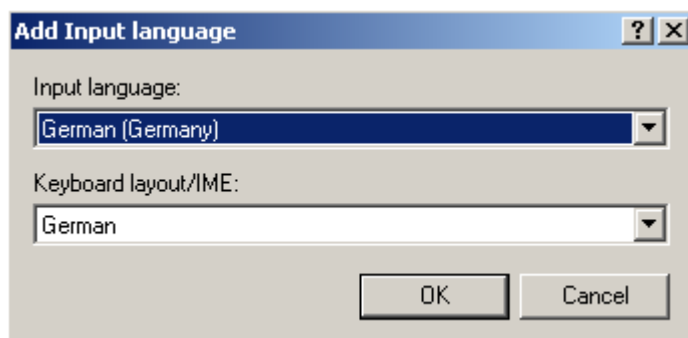 Add Input language
Input language:
German (Germany)
Keyboard layout/IME:
German
OK Cancel